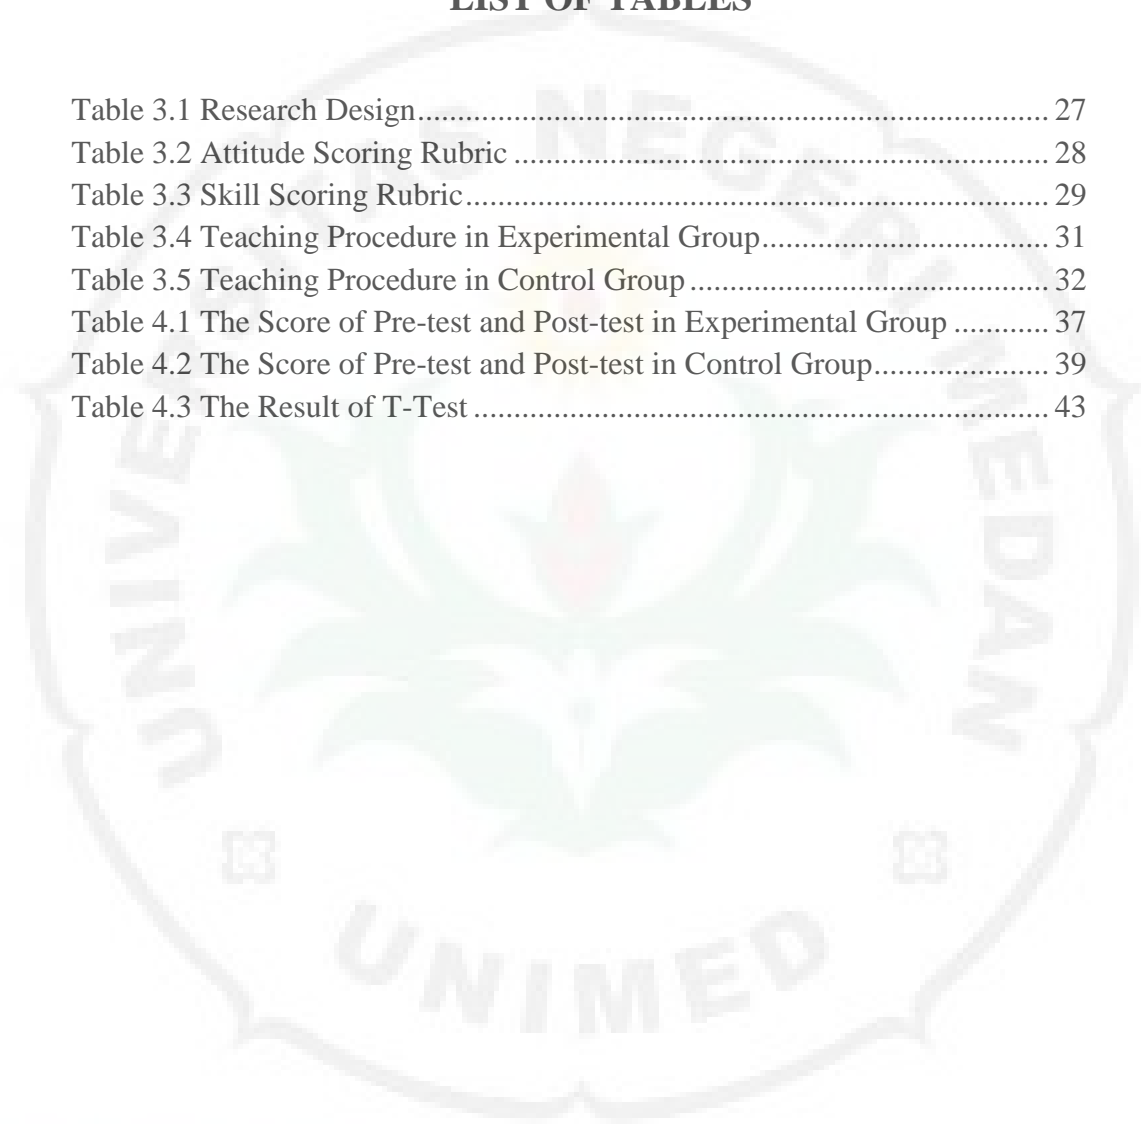 LIST OF TABLES
Table 3.1 Research Design.............................................................................. 27
Table 3.2 Attitude Scoring Rubric .................................................................. 28
Table 3.3 Skill Scoring Rubric........................................................................ 29
Table 3.4 Teaching Procedure in Experimental Group................................... 31
Table 3.5 Teaching Procedure in Control Group ............................................ 32
Table 4.1 The Score of Pre-test and Post-test in Experimental Group ............ 37
Table 4.2 The Score of Pre-test and Post-test in Control Group..................... 39
Table 4.3 The Result of T-Test ....................................................................... 43
UNIVERSITAS NEGERI MEDAN
UNIMED